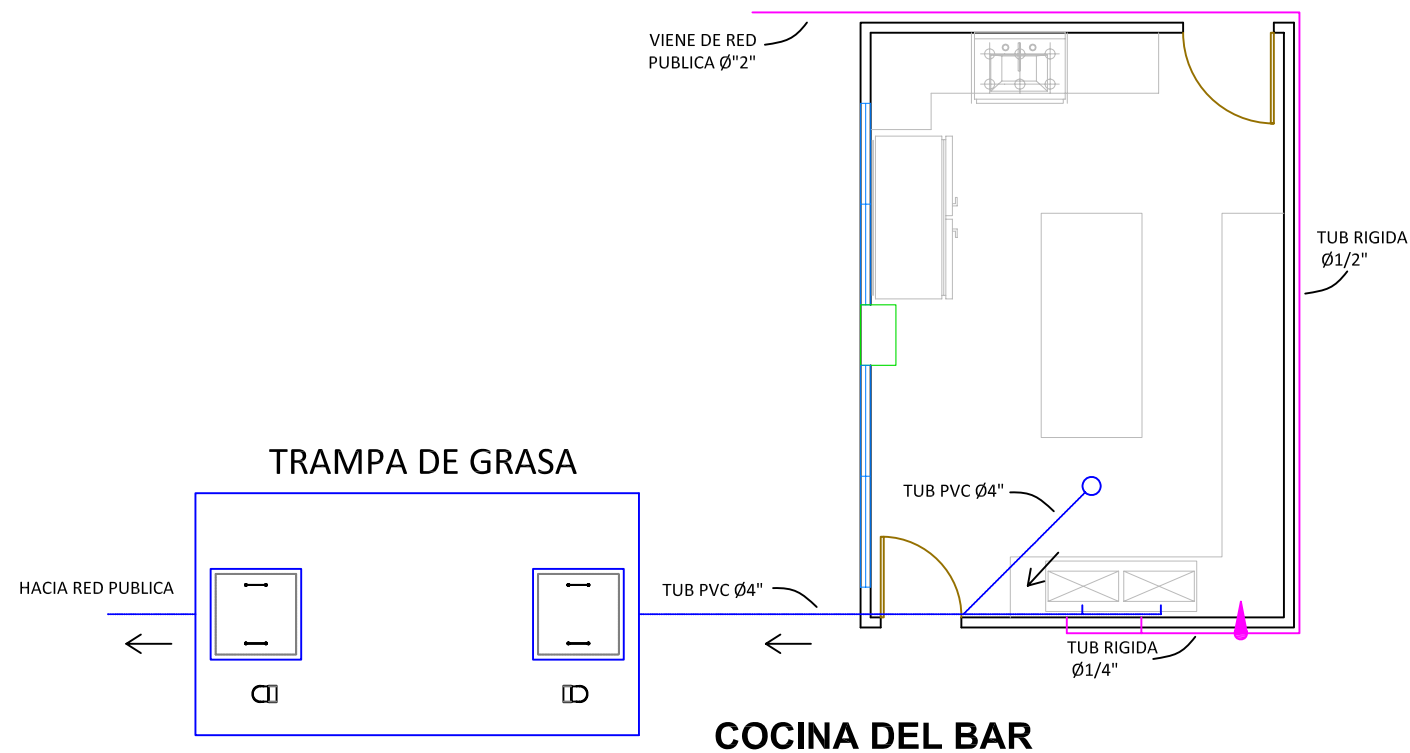 VIENE DE RED
PUBLICA Ø"2"
TUB RIGIDA
Ø1/2"
TRAMPA DE GRASA
TUB PVC Ø4"
HACIA RED PUBLICA
TUB PVC Ø4"
TUB RIGIDA
Ø1/4"
COCINA DEL BAR